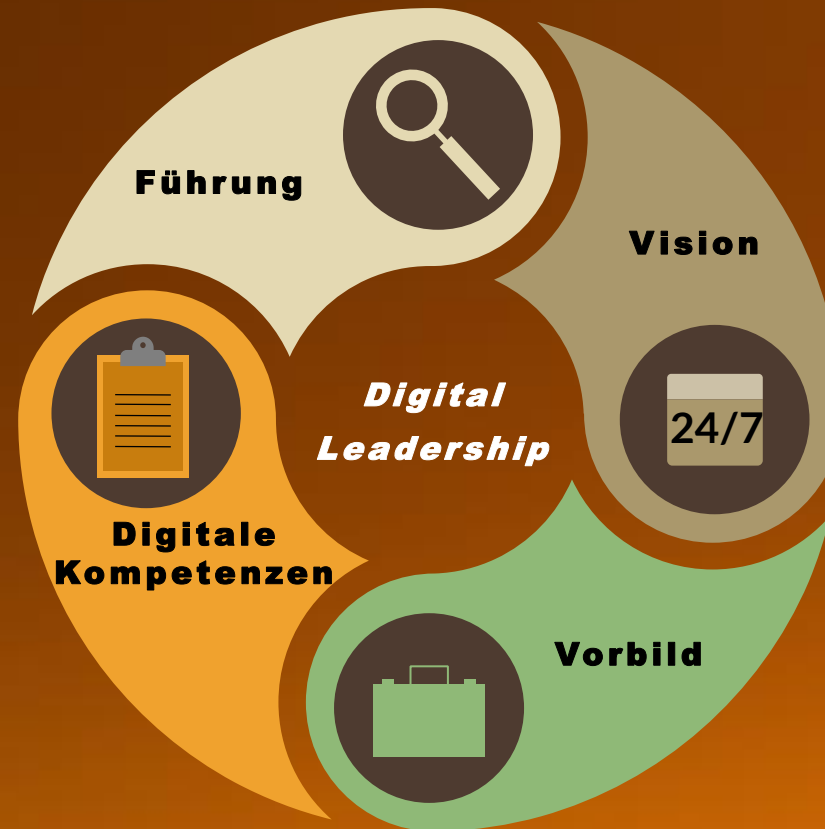 Führung
Vision
24/7
Digital
Leadership
Digitale
Kompetenzen
Vorbild